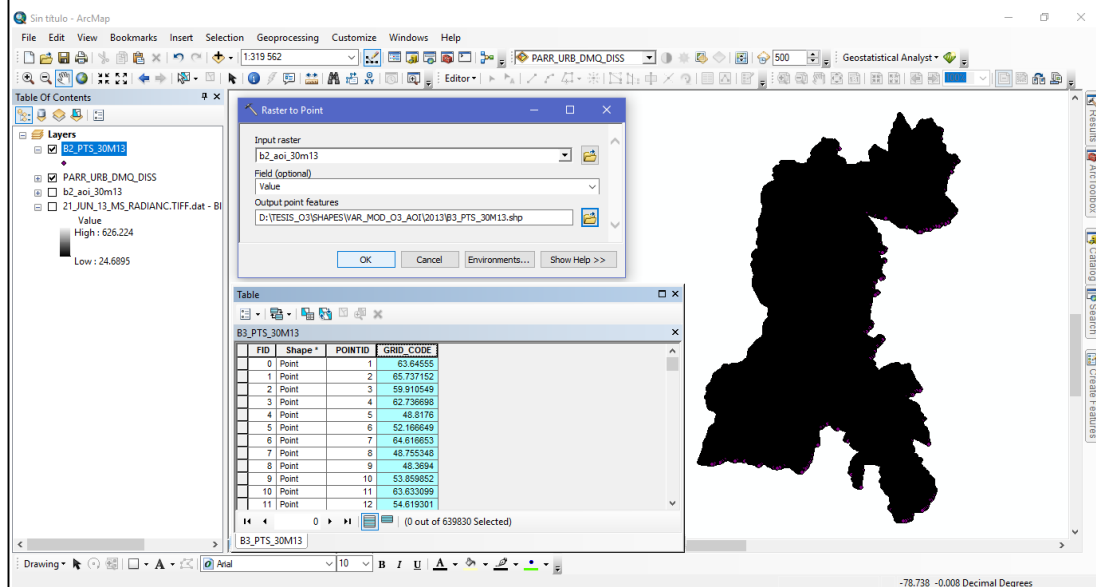 Sin título - ArcMap
File Edit View Bookmarks Insert Selection Geoprocessing Customize Windows Help
1:319 562
PARR_URB_DMQ_DISS
500
Geostatistical Analyst
Editor
Table Of Contents
Layers
B2_PTS_30M13
PARR_URB_DMQ_DISS
b2_aoi_30m13
21_JUN_13_MS_RADIANC.TIFF.dat - B
Value
High : 626.224
Low : 24.6895
Raster to Point
Input raster
b2_aoi_30m13
Field (optional)
Value
Output point features
D:\TESIS_O3\SHAPES\VAR_MOD_O3_AOI\2013\B3_PTS_30M13.shp
OK Cancel Environments... Show Help >>
Table
B3_PTS_30M13
FID Shape * POINTID GRID_CODE
0 Point 1 63.64555
1 Point 2 65.737152
2 Point 3 59.910549
3 Point 4 62.736698
4 Point 5 48.8176
5 Point 6 52.166649
6 Point 7 64.616653
7 Point 8 48.755348
8 Point 9 48.3694
9 Point 10 53.859852
10 Point 11 63.633099
11 Point 12 54.619301
0 (0 out of 639830 Selected)
B3_PTS_30M13
Results
ArcToolbox
Catalog
Search
Create Features
Drawing A Arial 10 B I U A
-78.738 -0.008 Decimal Degrees